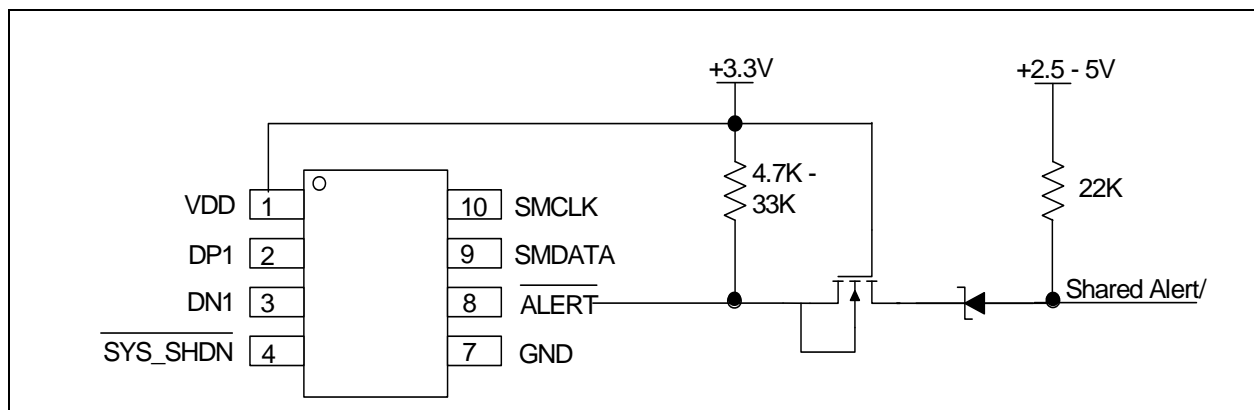 +3.3V
+2.5 - 5V
4.7K -
33K
22K
VDD 1
10 SMCLK
DP1 2
9 SMDATA
DN1 3
8 ALERT
Shared Alert/
SYS_SHDN 4
7 GND